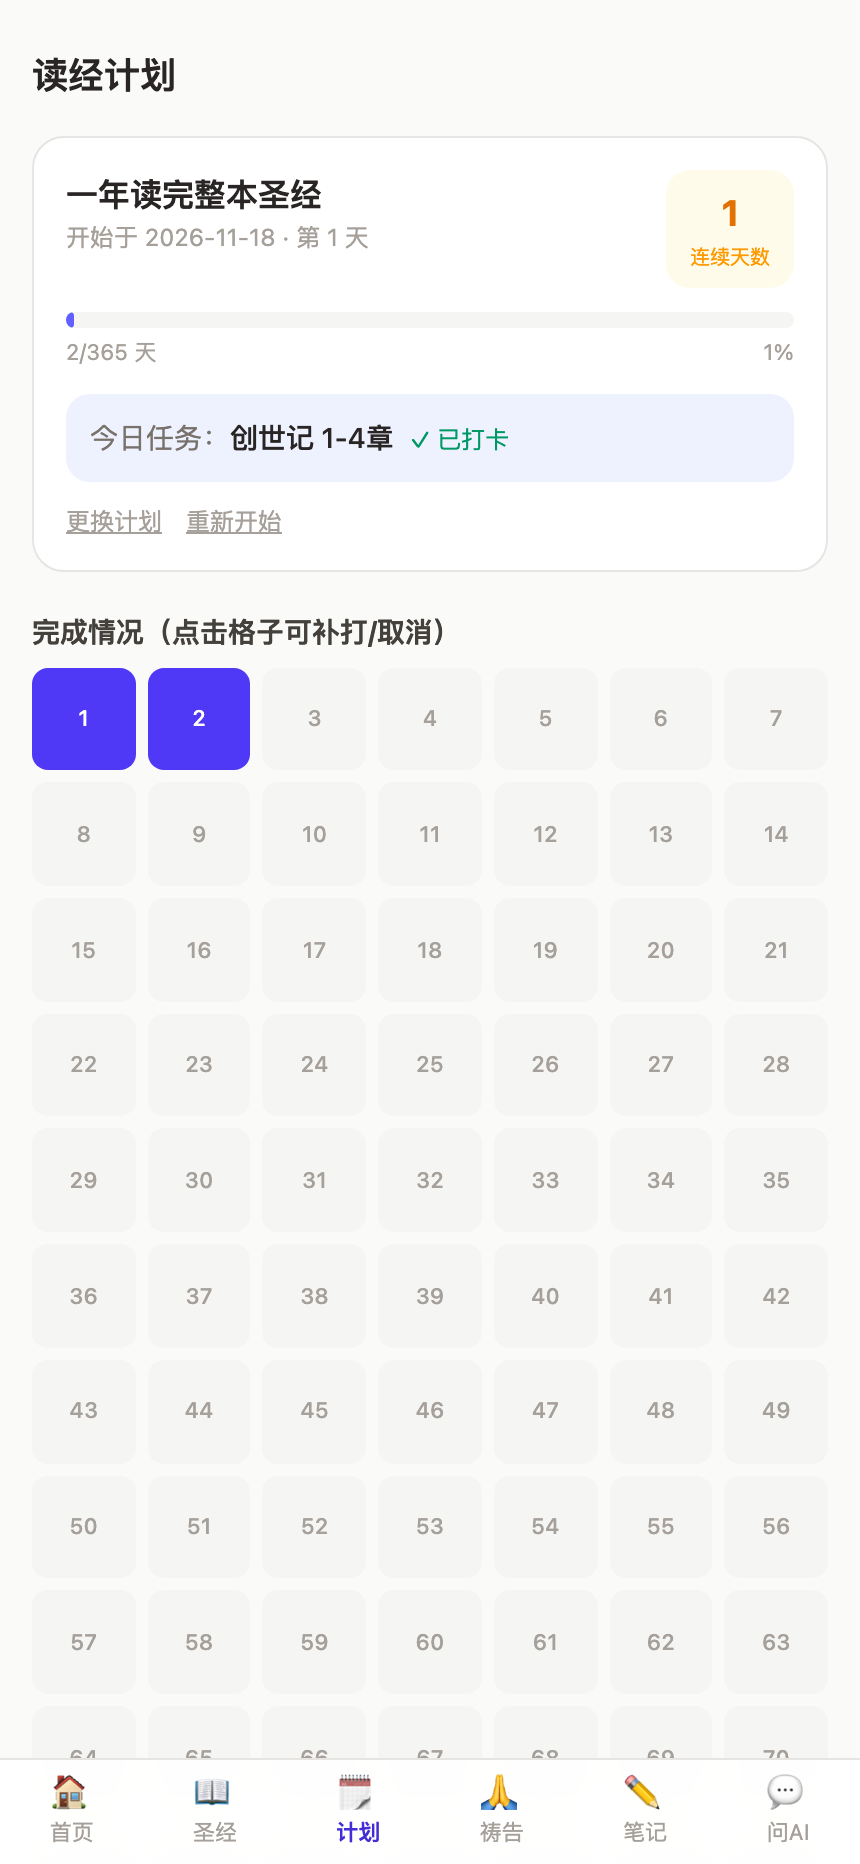 读经计划
一年读完整本圣经
开始于 2026-11-18 · 第 1 天
1
连续天数
2/365 天
1%
今日任务： 创世记 1-4章 ✓ 已打卡
更换计划 重新开始
完成情况（点击格子可补打/取消）
1 2 3 4 5 6 7
8 9 10 11 12 13 14
15 16 17 18 19 20 21
22 23 24 25 26 27 28
29 30 31 32 33 34 35
36 37 38 39 40 41 42
43 44 45 46 47 48 49
50 51 52 53 54 55 56
57 58 59 60 61 62 63
64 65 66 67 68 69 70
首页 圣经 计划 祷告 笔记 问AI